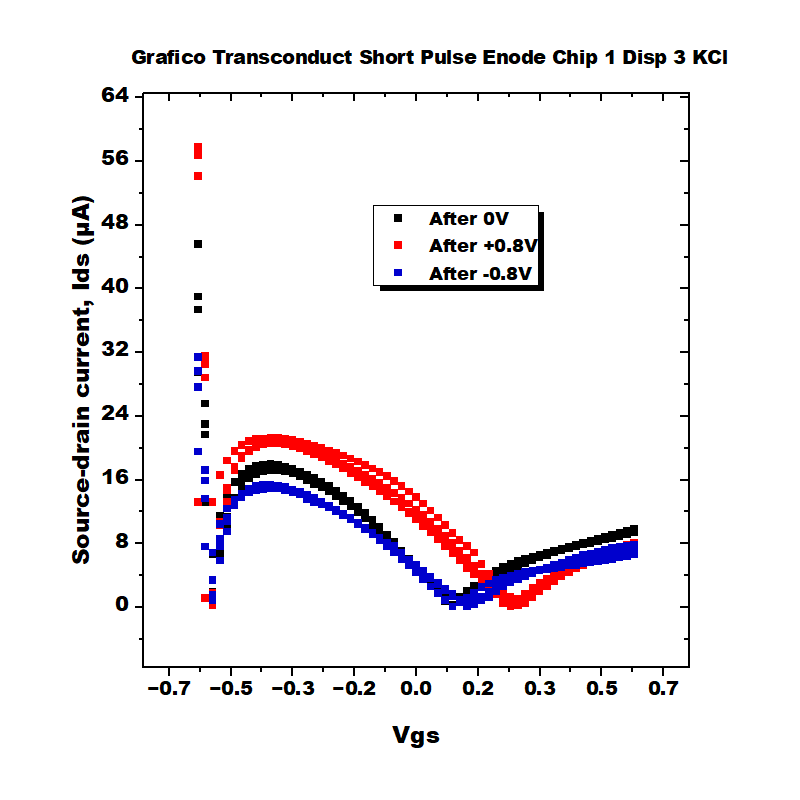 Grafico Transconduct Short Pulse Enode Chip 1 Disp 3 KCl
64
56
48
40
32
24
16
8
0
Source-drain current, Ids (µA)
After 0V
After +0.8V
After -0.8V
−0.7 −0.5 −0.3 −0.2 0.0 0.2 0.3 0.5 0.7
Vgs